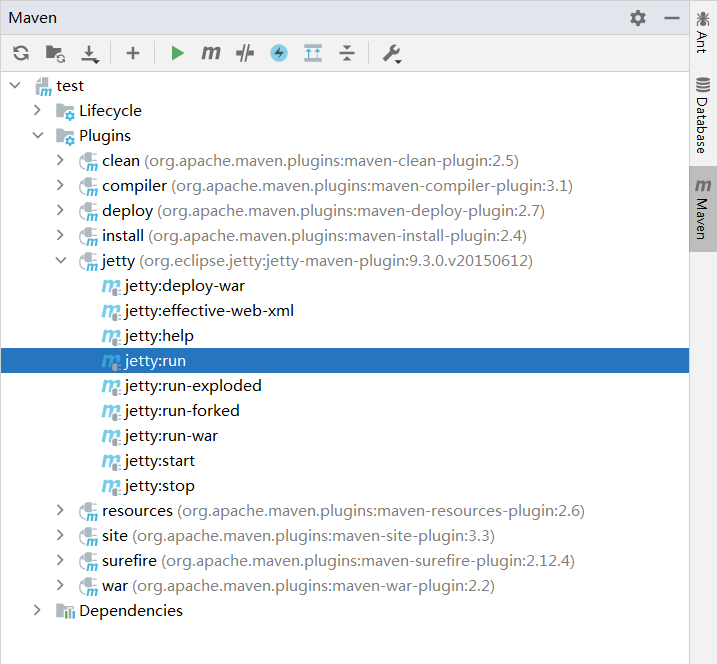 Maven
test
Lifecycle
Plugins
clean (org.apache.maven.plugins:maven-clean-plugin:2.5)
compiler (org.apache.maven.plugins:maven-compiler-plugin:3.1)
deploy (org.apache.maven.plugins:maven-deploy-plugin:2.7)
install (org.apache.maven.plugins:maven-install-plugin:2.4)
jetty (org.eclipse.jetty:jetty-maven-plugin:9.3.0.v20150612)
jetty:deploy-war
jetty:effective-web-xml
jetty:help
jetty:run
jetty:run-exploded
jetty:run-forked
jetty:run-war
jetty:start
jetty:stop
resources (org.apache.maven.plugins:maven-resources-plugin:2.6)
site (org.apache.maven.plugins:maven-site-plugin:3.3)
surefire (org.apache.maven.plugins:maven-surefire-plugin:2.12.4)
war (org.apache.maven.plugins:maven-war-plugin:2.2)
Dependencies
Ant
Database
Maven